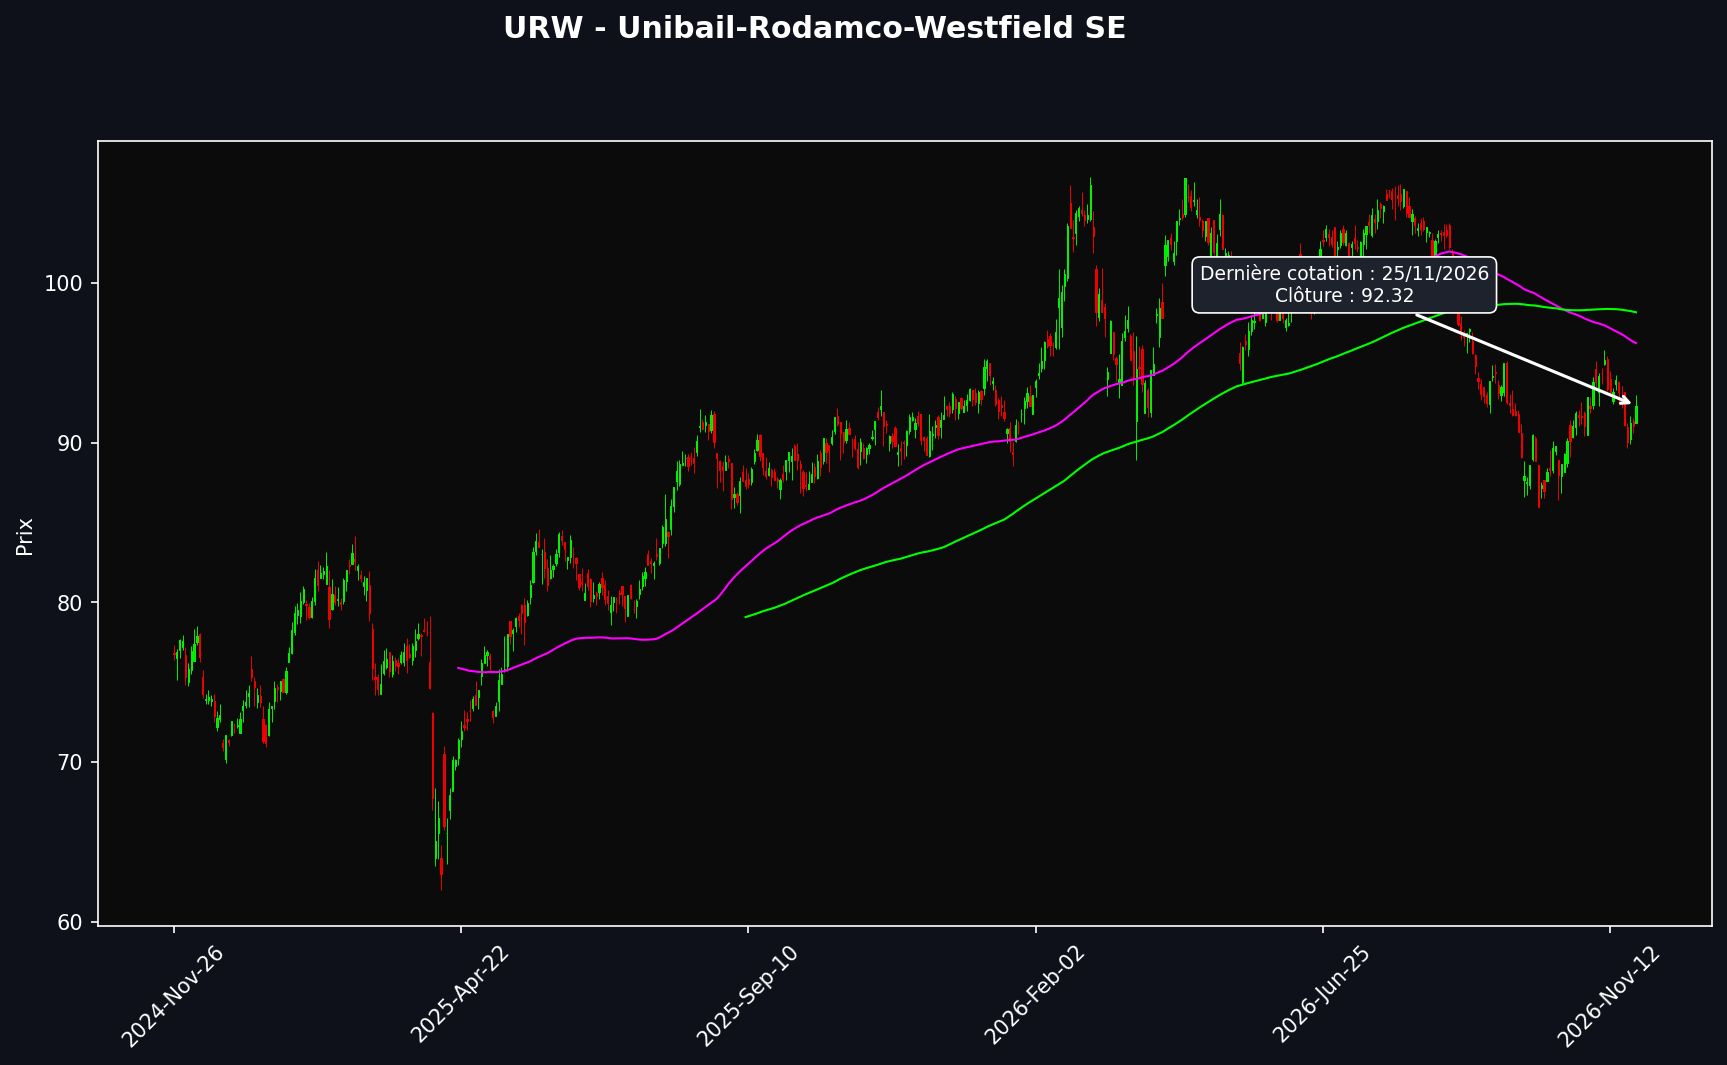 URW - Unibail-Rodamco-Westfield SE
Dernière cotation : 25/11/2026
Clôture : 92.32
Prix
100
90
80
70
60
2024-Nov-26
2025-Apr-22
2025-Sep-10
2026-Feb-02
2026-Jun-25
2026-Nov-12